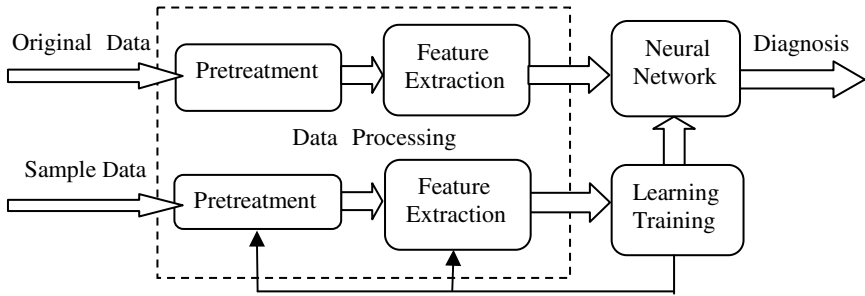 Original Data
Pretreatment
Feature
Extraction
Neural
Network
Diagnosis
Data Processing
Sample Data
Pretreatment
Feature
Extraction
Learning
Training